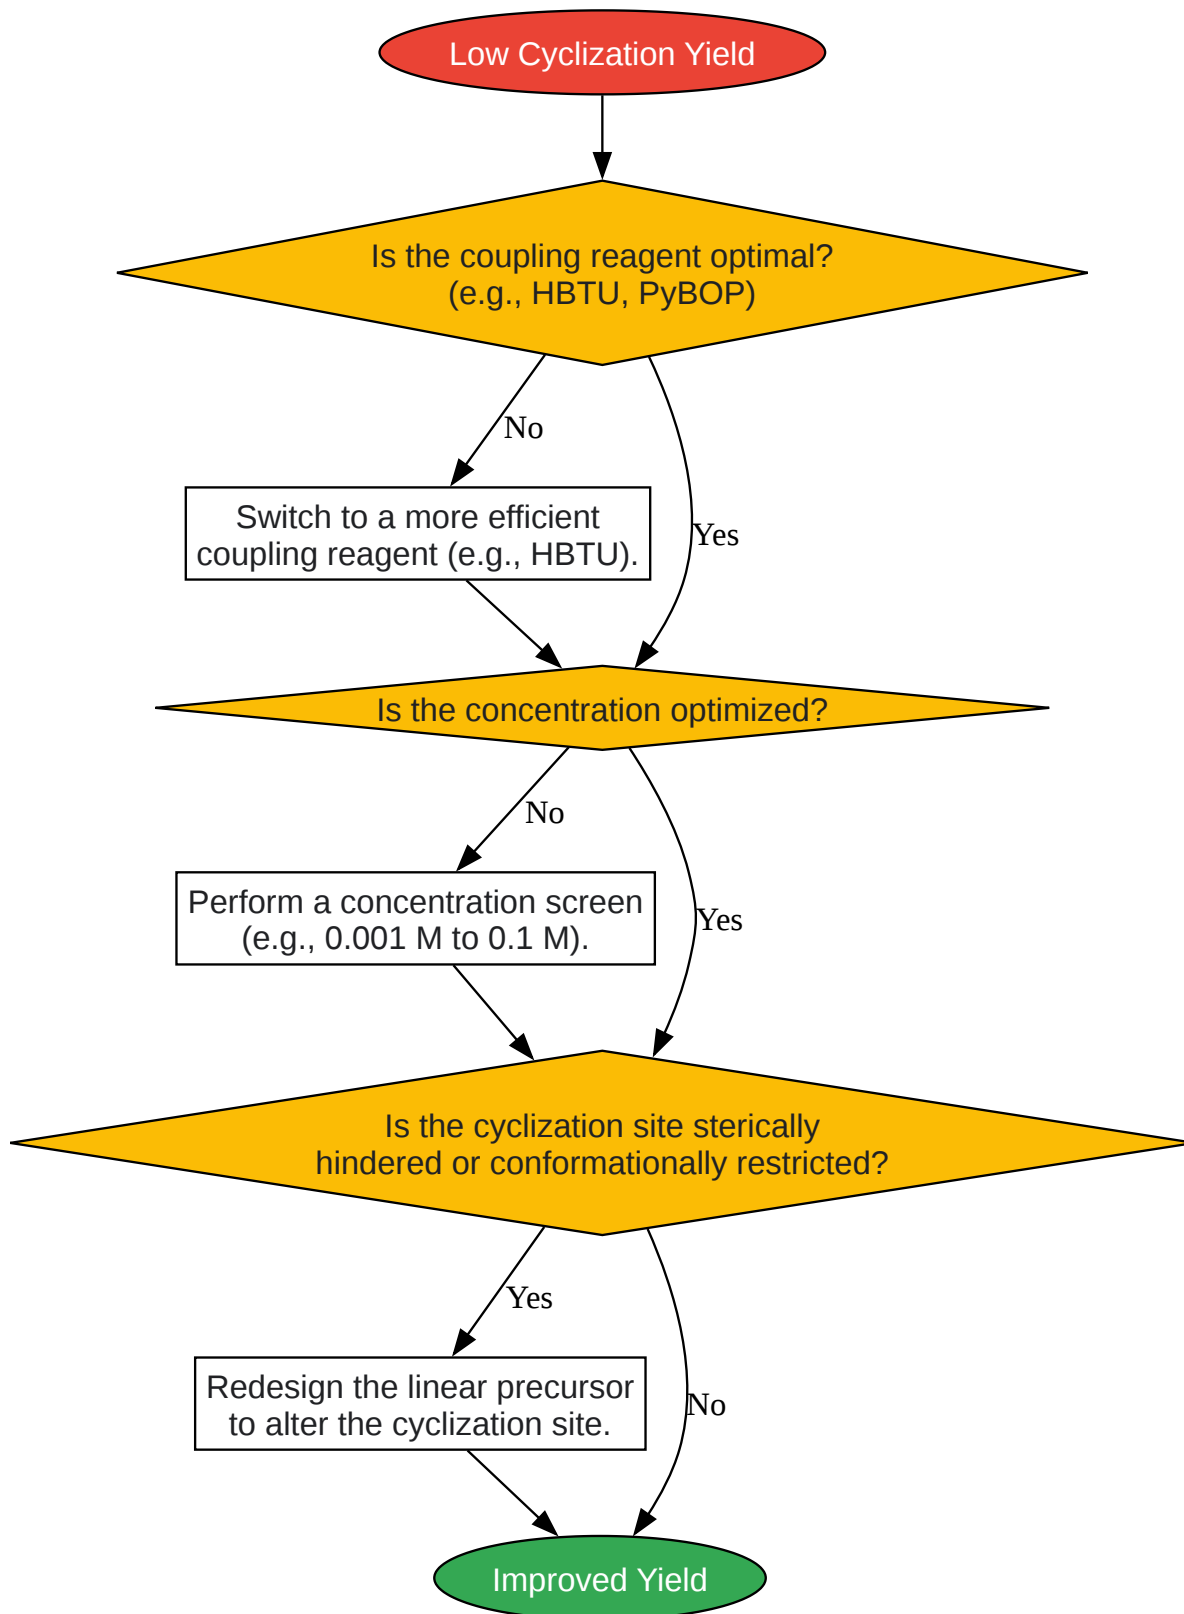 Low Cyclization Yield
Is the coupling reagent optimal?
(e.g., HBTU, PyBOP)
No
Switch to a more efficient
coupling reagent (e.g., HBTU).
Yes
Is the concentration optimized?
No
Perform a concentration screen
(e.g., 0.001 M to 0.1 M).
Yes
Is the cyclization site sterically
hindered or conformationally restricted?
Yes
Redesign the linear precursor
to alter the cyclization site.
No
Improved Yield